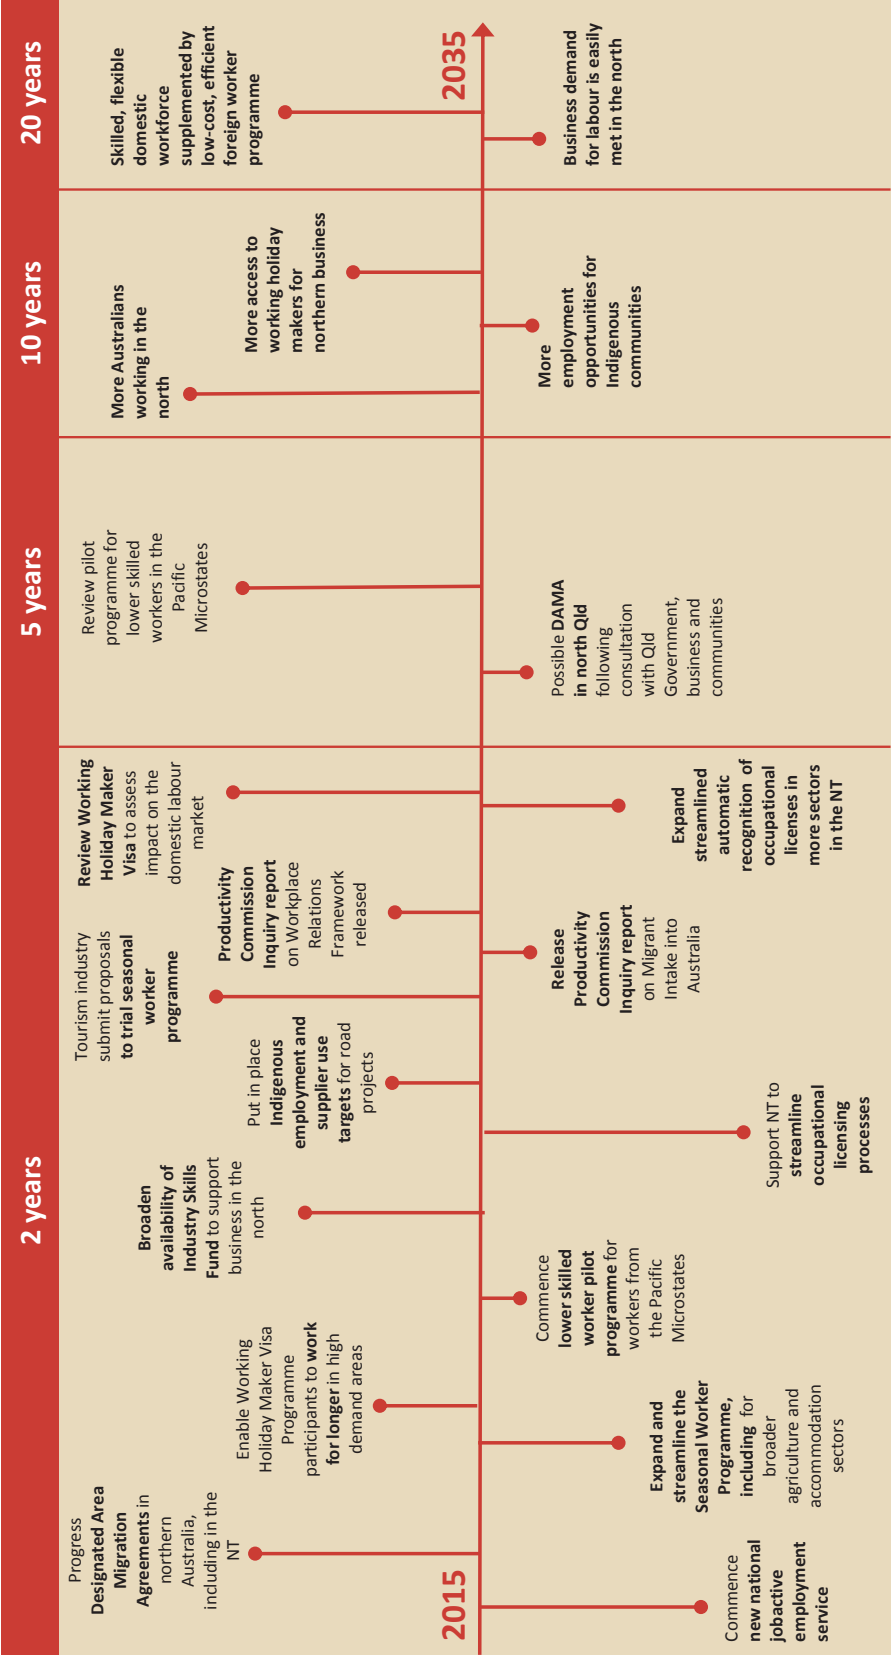 2 years
5 years
10 years
20 years
Progress
Designated Area
Migration
Agreements in
northern
Australia,
including in the
NT
Enable Working
Holiday Maker Visa
Programme
participants to work
for longer in high
demand areas
Broaden
availability of
Industry Skills
Fund to support
business in the
north
Put in place
Indigenous
employment and
supplier use
targets for road
projects
Tourism industry
submit proposals
to trial seasonal
worker
programme
Productivity
Commission
Inquiry report
on Workplace
Relations
Framework
released
Review Working
Holiday Maker
Visa to assess
impact on the
domestic labour
market
Review pilot
programme for
lower skilled
workers in the
Pacific
Microstates
More Australians
working in the
north
More access to
working holiday
makers for
northern business
Skilled, flexible
domestic
workforce
supplemented by
low-cost, efficient
foreign worker
programme
2015
2035
Commence
new national
jobactive
employment
service
Expand and
streamline the
Seasonal Worker
Programme,
including for
broader
agriculture and
accommodation
sectors
Commence
lower skilled
worker pilot
programme for
workers from
the Pacific
Microstates
Support NT to
streamline
occupational
licensing
processes
Release
Productivity
Commission
Inquiry report
on Migrant
Intake into
Australia
Expand
streamlined
automatic
recognition of
occupational
licenses in
more sectors
in the NT
Possible DAMA
in north Qld
following
consultation
with Qld
Government,
business and
communities
More
employment
opportunities for
Indigenous
communities
Business demand
for labour is easily
met in the north